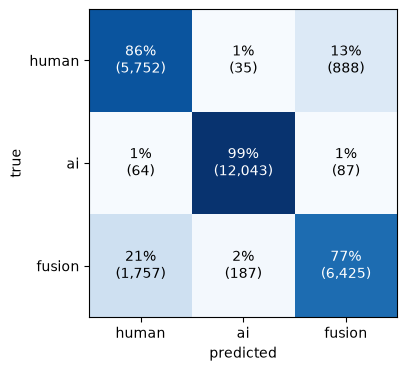 86% 1% 13%
(5,752) (35) (888)
human
1% 99% 1%
(64) (12,043) (87)
ai
21% 2% 77%
(1,757) (187) (6,425)
fusion
true
human ai fusion
predicted